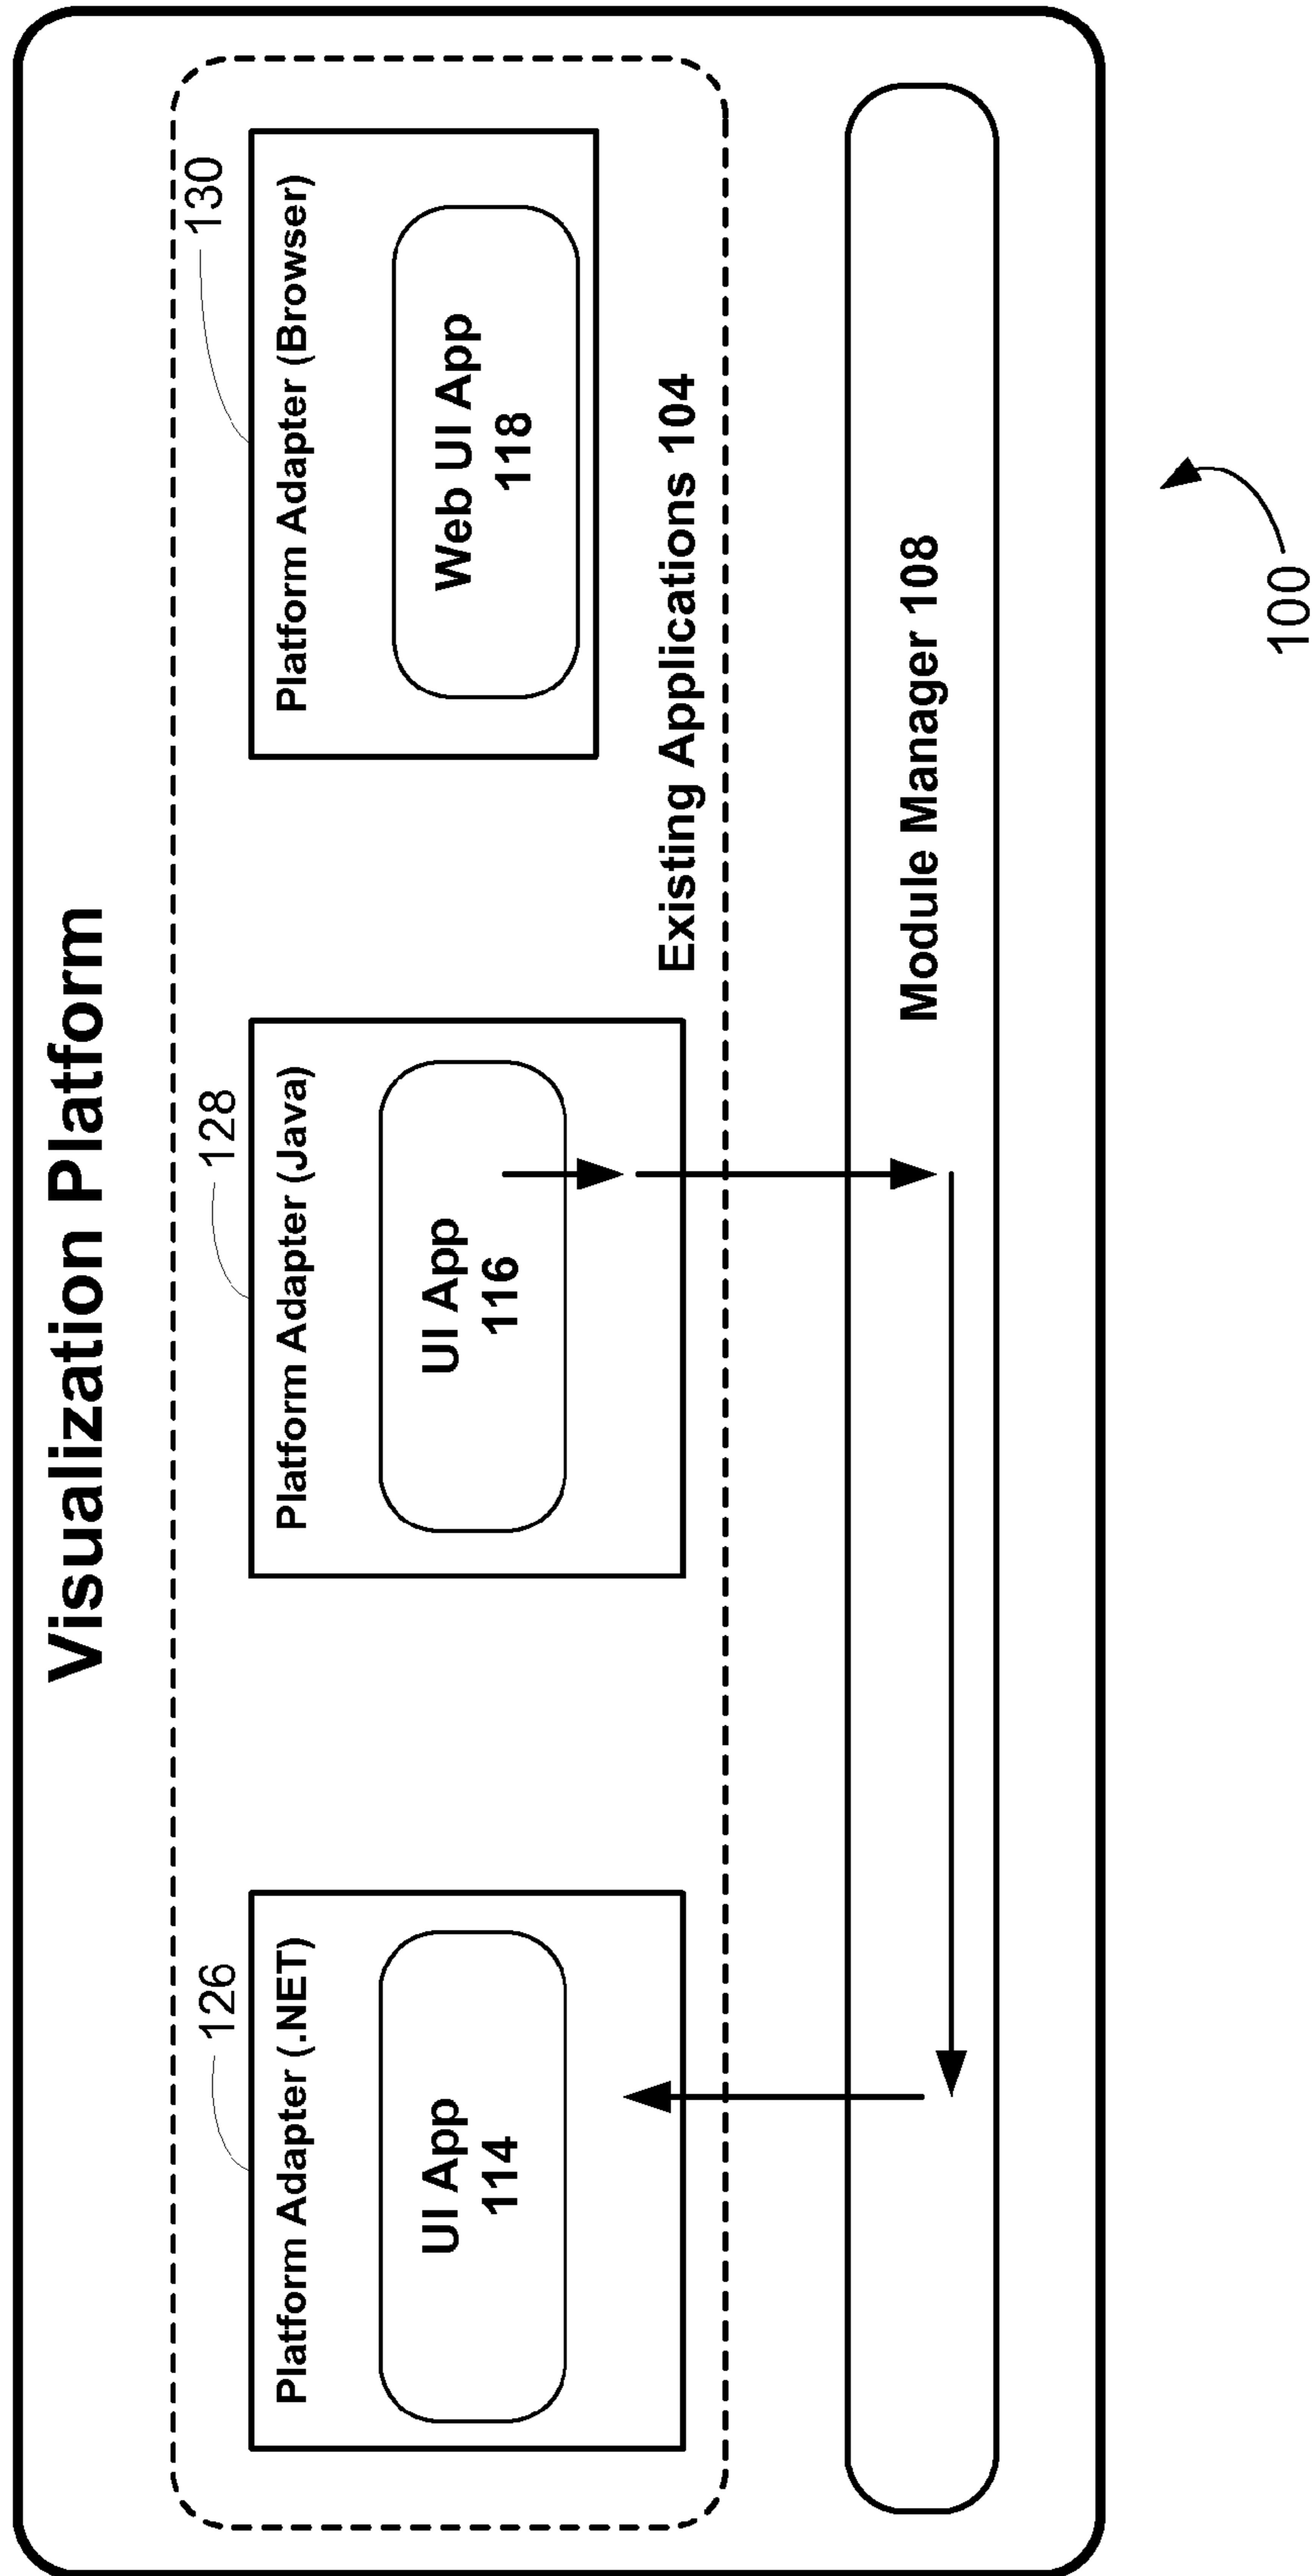 Visualization Platform
126
Platform Adapter (.NET)
UI App
114
128
Platform Adapter (Java)
UI App
116
130
Platform Adapter (Browser)
Web UI App
118
Existing Applications 104
Module Manager 108
100